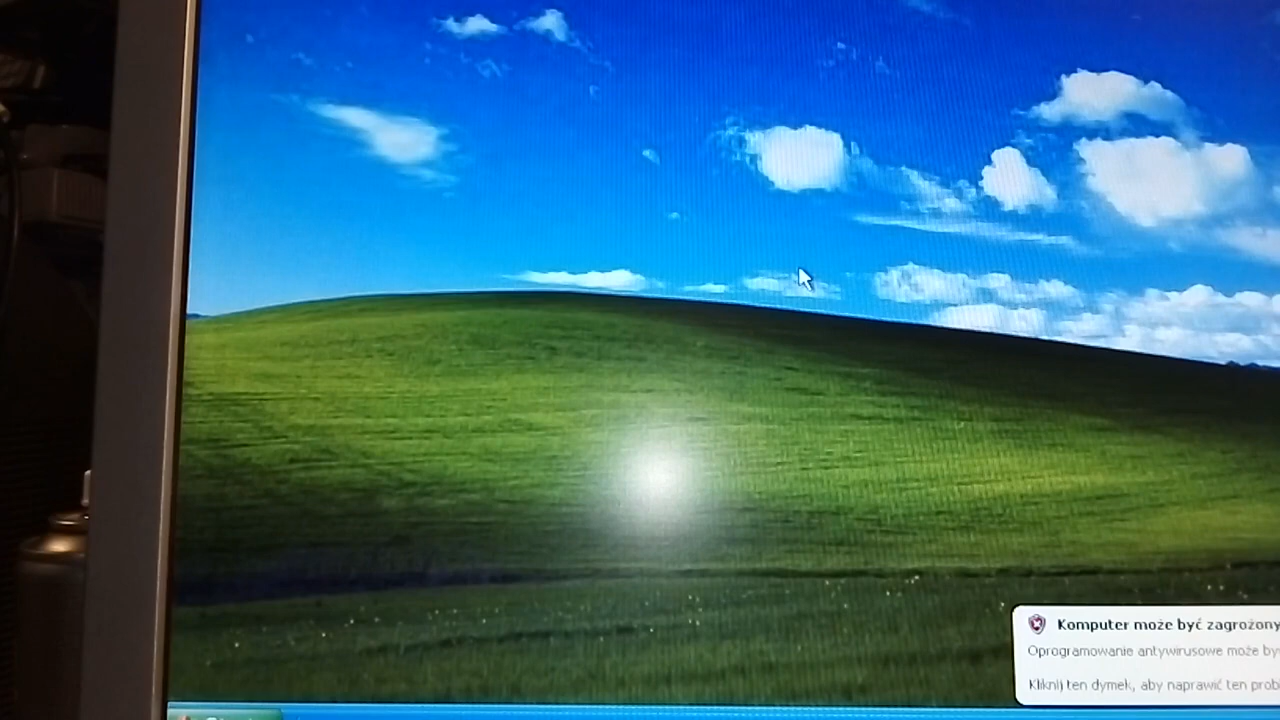 Komputer może być zagrożony
Oprogramowanie antywirusowe może by
Kliknij ten dymek, aby naprawić ten prob